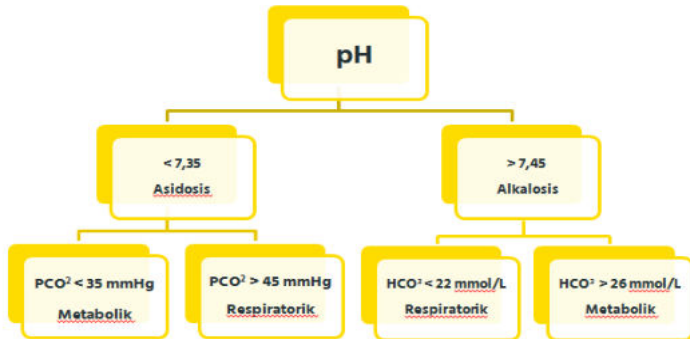 pH
< 7,35
Asidosis
> 7,45
Alkalosis
PCO² < 35 mmHg
Metabolik
PCO² > 45 mmHg
Respiratorik
HCO³ < 22 mmol/L
Respiratorik
HCO³ > 26 mmol/L
Metabolik